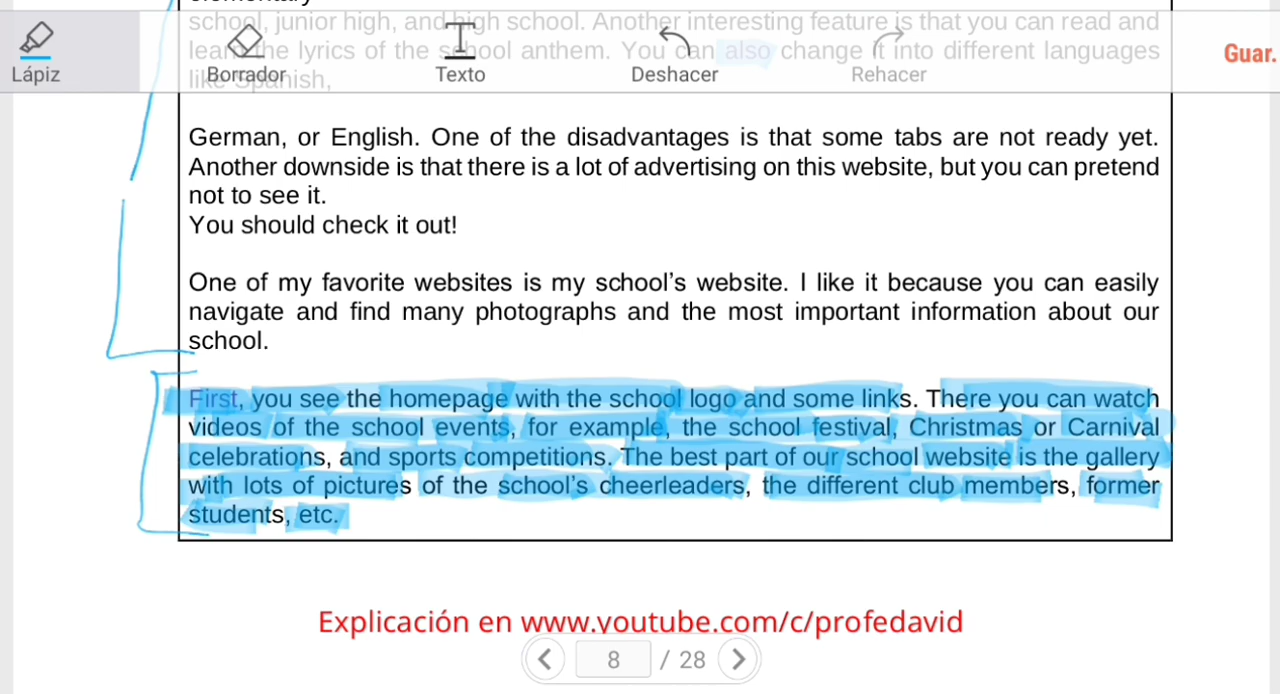 elementary
school, junior high, and high school. Another interesting feature is that you can read and
learn the lyrics of the school anthem. You can also change it into different languages
like Spanish,
Lápiz
Borrador
Texto
Deshacer
Rehacer
Guar.
German, or English. One of the disadvantages is that some tabs are not ready yet.
Another downside is that there is a lot of advertising on this website, but you can pretend
not to see it.
You should check it out!
One of my favorite websites is my school’s website. I like it because you can easily
navigate and find many photographs and the most important information about our
school.
First, you see the homepage with the school logo and some links. There you can watch
videos of the school events, for example, the school festival, Christmas or Carnival
celebrations, and sports competitions. The best part of our school website is the gallery
with lots of pictures of the school’s cheerleaders, the different club members, former
students, etc.
Explicación en www.youtube.com/c/profedavid
8 / 28